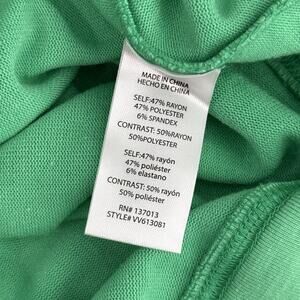 MADE IN CHINA
HECHO EN CHINA
SELF:47% RAYON
47% POLYESTER
6% SPANDEX
CONTRAST: 50%RAYON
50%POLYESTER
SELF:47% rayón
47% poliéster
6% elastano
CONTRAST: 50% rayón
50% poliéster
RN# 137013
STYLE# VV613081